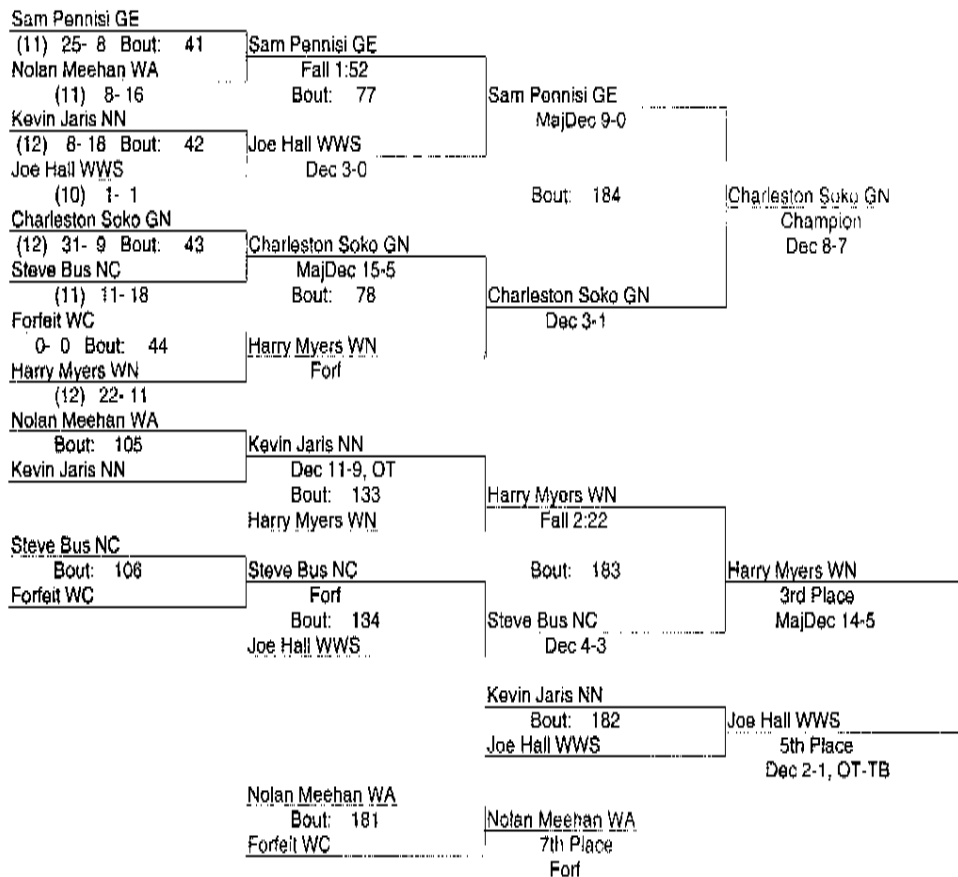 Sam Pennisi GE
(11) 25- 8 Bout: 41
Nolan Meehan WA
(11) 8- 16
Kevin Jaris NN
(12) 8- 18 Bout: 42
Joe Hall WWS
(10) 1- 1
Charleston Soko GN
(12) 31- 9 Bout: 43
Steve Bus NC
(11) 11- 18
Forfeit WC
0- 0 Bout: 44
Harry Myers WN
(12) 22- 11
Sam Pennisi GE
Fall 1:52
Bout: 77
Joe Hall WWS
Dec 3-0
Charleston Soko GN
MajDec 15-5
Bout: 78
Harry Myers WN
Forf
Sam Pennisi GE
MajDec 9-0
Bout: 184
Charleston Soko GN
Dec 3-1
Charleston Soko GN
Champion
Dec 8-7
Nolan Meehan WA
Bout: 105
Kevin Jaris NN
Steve Bus NC
Bout: 106
Forfeit WC
Kevin Jaris NN
Dec 11-9, OT
Bout: 133
Harry Myers WN
Steve Bus NC
Forf
Bout: 134
Joe Hall WWS
Harry Myers WN
Fall 2:22
Bout: 183
Steve Bus NC
Dec 4-3
Harry Myers WN
3rd Place
MajDec 14-5
Kevin Jaris NN
Bout: 182
Joe Hall WWS
Joe Hall WWS
5th Place
Dec 2-1, OT-TB
Nolan Meehan WA
Bout: 181
Forfeit WC
Nolan Meehan WA
7th Place
Forf